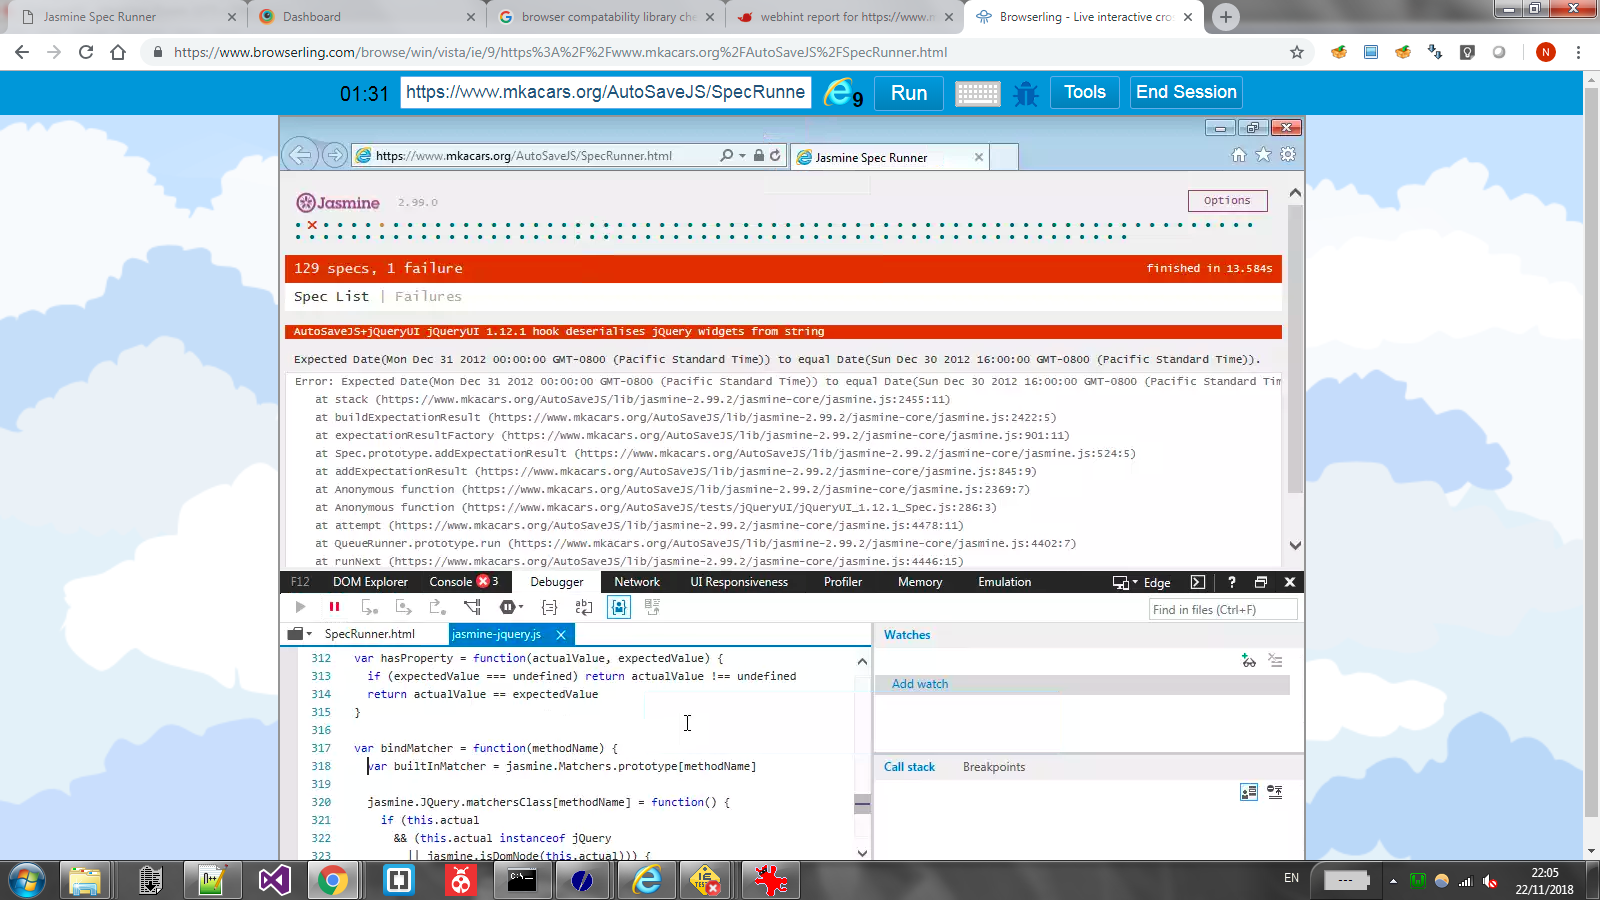 Jasmine Spec Runner
Dashboard
browser compatability library che
webhint report for https://www.n
Browserling - Live interactive cro
https://www.browserling.com/browse/win/vista/ie/9/https%3A%2F%2Fwww.mkacars.org%2FAutoSaveJS%2FSpecRunner.html
N
01:31
https://www.mkacars.org/AutoSaveJS/SpecRunne
9
Run
Tools
End Session
https://www.mkacars.org/AutoSaveJS/SpecRunner.html
Jasmine Spec Runner
Jasmine
2.99.0
Options
129 specs, 1 failure
finished in 13.584s
Spec List | Failures
AutoSaveJS+jQueryUI jQueryUI 1.12.1 hook deserialises jQuery widgets from string
Expected Date(Mon Dec 31 2012 00:00:00 GMT-0800 (Pacific Standard Time)) to equal Date(Sun Dec 30 2012 16:00:00 GMT-0800 (Pacific Standard Time)).
Error: Expected Date(Mon Dec 31 2012 00:00:00 GMT-0800 (Pacific Standard Time)) to equal Date(Sun Dec 30 2012 16:00:00 GMT-0800 (Pacific Standard Tim
at stack (https://www.mkacars.org/AutoSaveJS/lib/jasmine-2.99.2/jasmine-core/jasmine.js:2455:11)
at buildExpectationResult (https://www.mkacars.org/AutoSaveJS/lib/jasmine-2.99.2/jasmine-core/jasmine.js:2422:5)
at expectationResultFactory (https://www.mkacars.org/AutoSaveJS/lib/jasmine-2.99.2/jasmine-core/jasmine.js:901:11)
at Spec.prototype.addExpectationResult (https://www.mkacars.org/AutoSaveJS/lib/jasmine-2.99.2/jasmine-core/jasmine.js:524:5)
at addExpectationResult (https://www.mkacars.org/AutoSaveJS/lib/jasmine-2.99.2/jasmine-core/jasmine.js:845:9)
at Anonymous function (https://www.mkacars.org/AutoSaveJS/lib/jasmine-2.99.2/jasmine-core/jasmine.js:2369:7)
at Anonymous function (https://www.mkacars.org/AutoSaveJS/tests/jQueryUI/jQueryUI_1.12.1_Spec.js:286:3)
at attempt (https://www.mkacars.org/AutoSaveJS/lib/jasmine-2.99.2/jasmine-core/jasmine.js:4478:11)
at QueueRunner.prototype.run (https://www.mkacars.org/AutoSaveJS/lib/jasmine-2.99.2/jasmine-core/jasmine.js:4402:7)
at runNext (https://www.mkacars.org/AutoSaveJS/lib/jasmine-2.99.2/jasmine-core/jasmine.js:4446:15)
F12 DOM Explorer Console 3 Debugger Network UI Responsiveness Profiler Memory Emulation Edge ?
Find in files (Ctrl+F)
SpecRunner.html
jasmine-jquery.js
Watches
Add watch
312 var hasProperty = function(actualValue, expectedValue) {
313 if (expectedValue === undefined) return actualValue !== undefined
314 return actualValue == expectedValue
315 }
316
317 var bindMatcher = function(methodName) {
318 var builtInMatcher = jasmine.Matchers.prototype[methodName]
319
320 jasmine.JQuery.matchersClass[methodName] = function() {
321 if (this.actual
322 && (this.actual instanceof jQuery
323 || jasmine.isDomNode(this.actual))) {
Call stack
Breakpoints
EN
22:05
22/11/2018